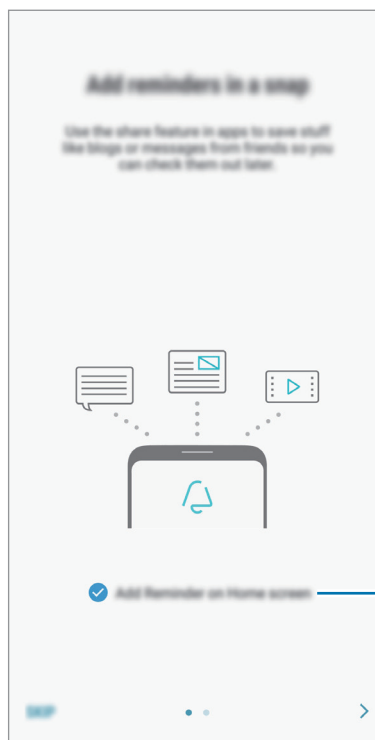 Add reminders in a snap
Use the share feature in apps to save stuff
like blogs or messages from friends so you
can check them out later.
Add Reminder on Home screen
SKIP